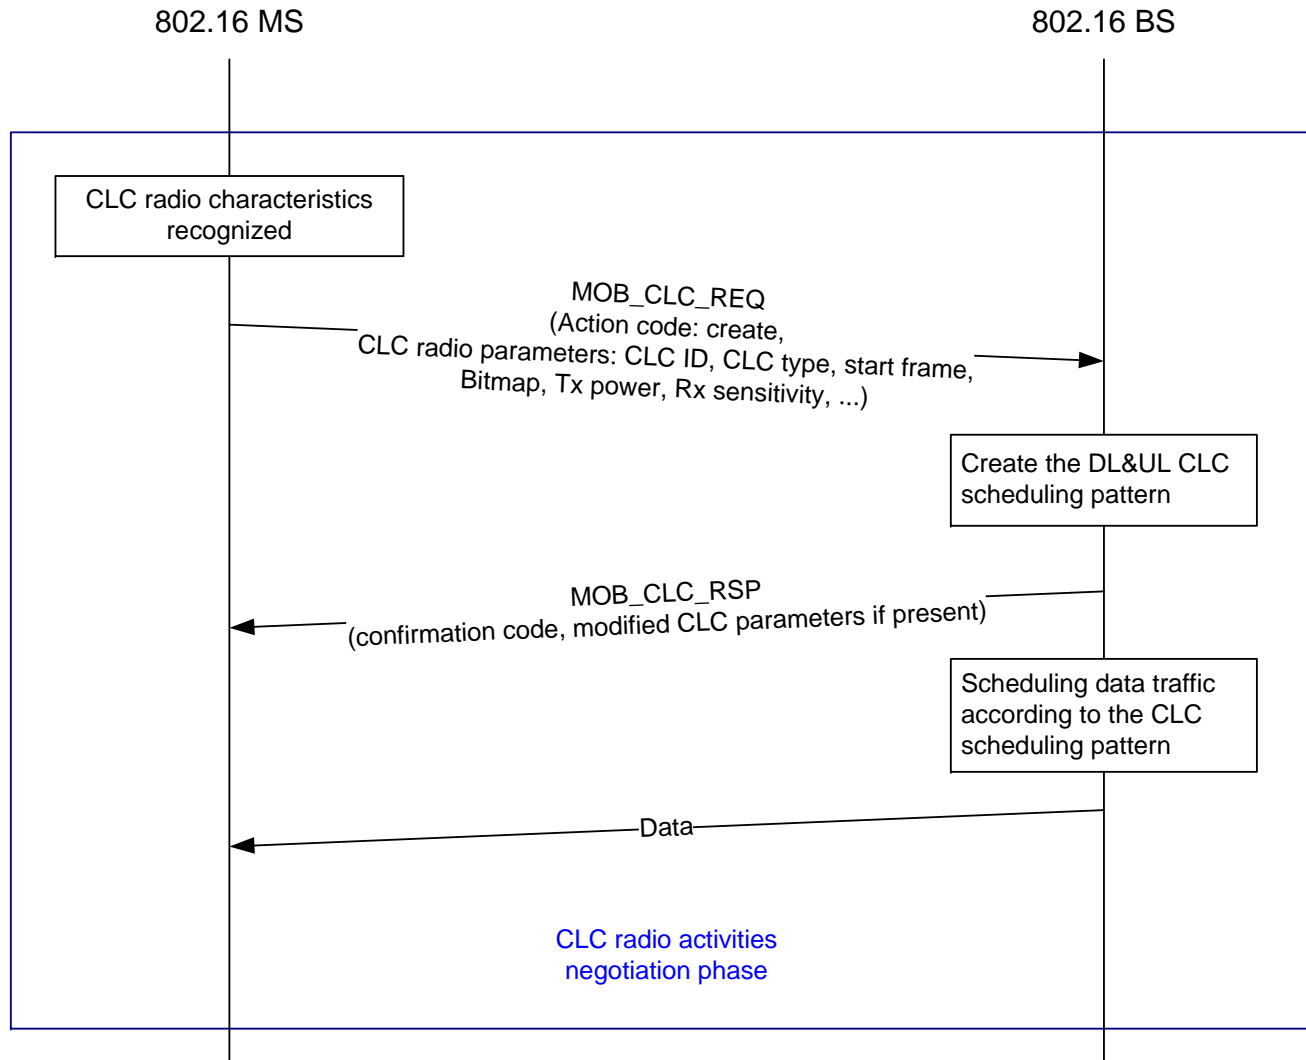 802.16 MS
802.16 BS
CLC radio characteristics
recognized
MOB_CLC_REQ
(Action code: create,
CLC radio parameters: CLC ID, CLC type, start frame,
Bitmap, Tx power, Rx sensitivity, ...)
Create the DL&UL CLC
scheduling pattern
MOB_CLC_RSP
(confirmation code, modified CLC parameters if present)
Scheduling data traffic
according to the CLC
scheduling pattern
Data
CLC radio activities
negotiation phase